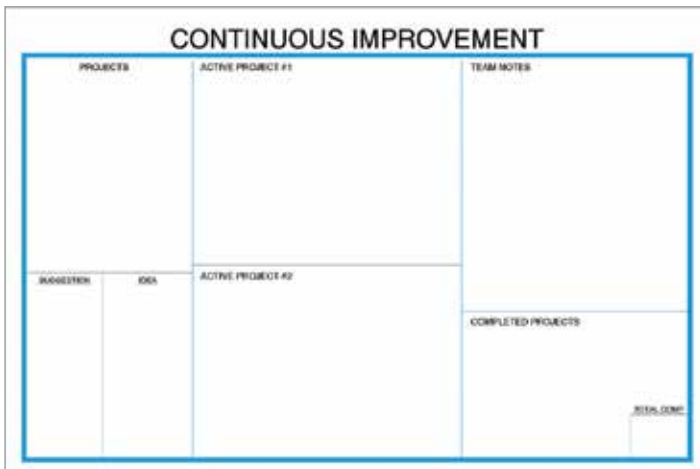 CONTINUOUS IMPROVEMENT
PROJECTS
ACTIVE PROJECT #1
TEAM NOTES
SUGGESTION
IDEA
ACTIVE PROJECT #2
COMPLETED PROJECTS
TOTAL COMP